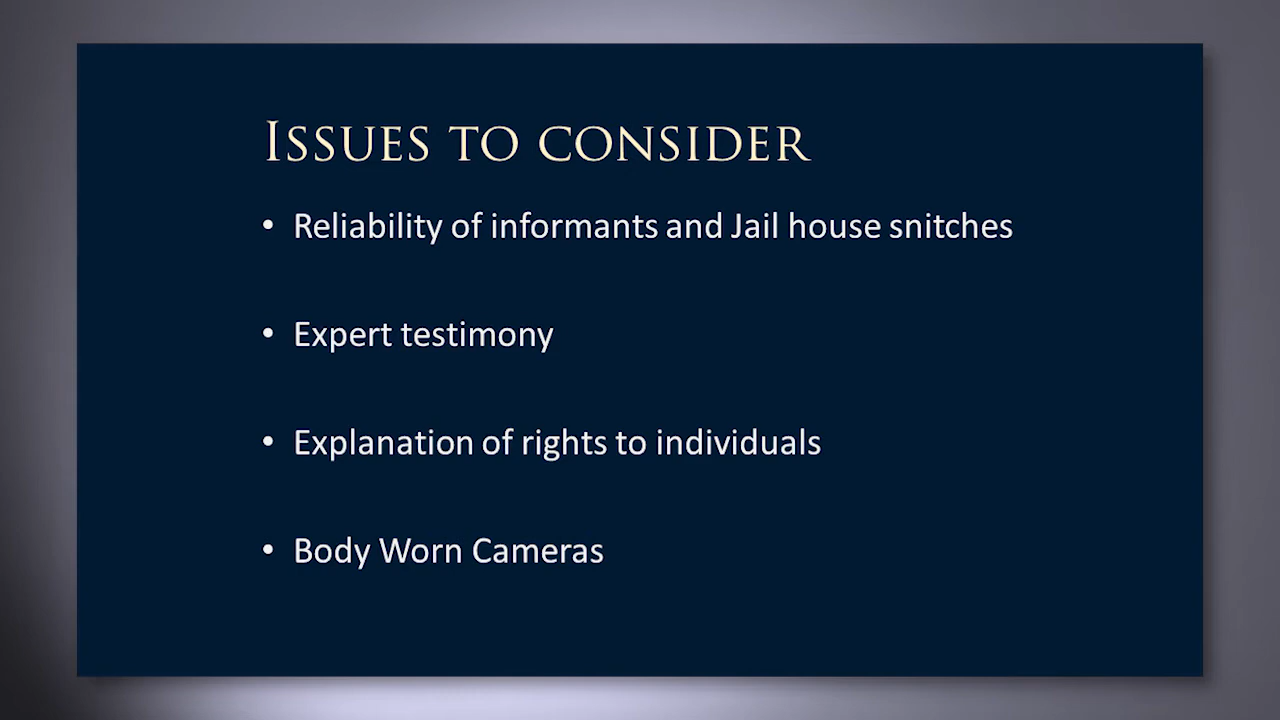 Issues to consider
• Reliability of informants and Jail house snitches
• Expert testimony
• Explanation of rights to individuals
• Body Worn Cameras